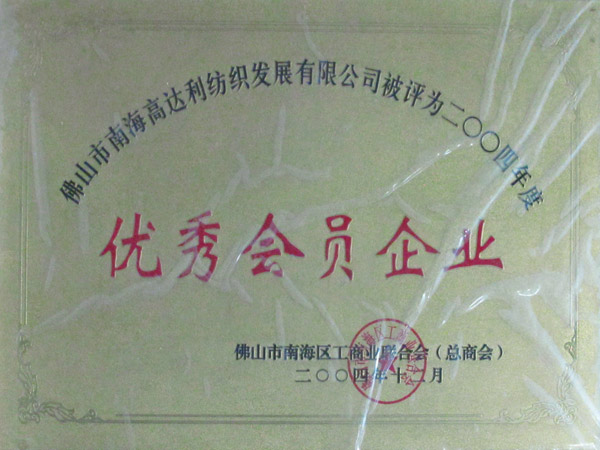 佛山市南海高达利纺织发展有限公司被评为二〇〇四年度
优秀会员企业
佛山市南海区工商业联合会（总商会）
二〇〇四年十二月